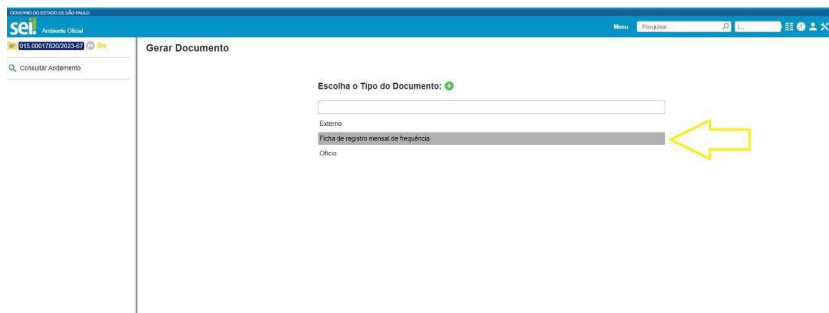 GOVERNO DO ESTADO DE SÃO PAULO
sei! Ambiente Oficial
Menu
Pesquisar
015.00017820/2023-67
Consultar Andamento
Gerar Documento
Escolha o Tipo do Documento:
Externo
Ficha de registro mensal de frequência
Ofício